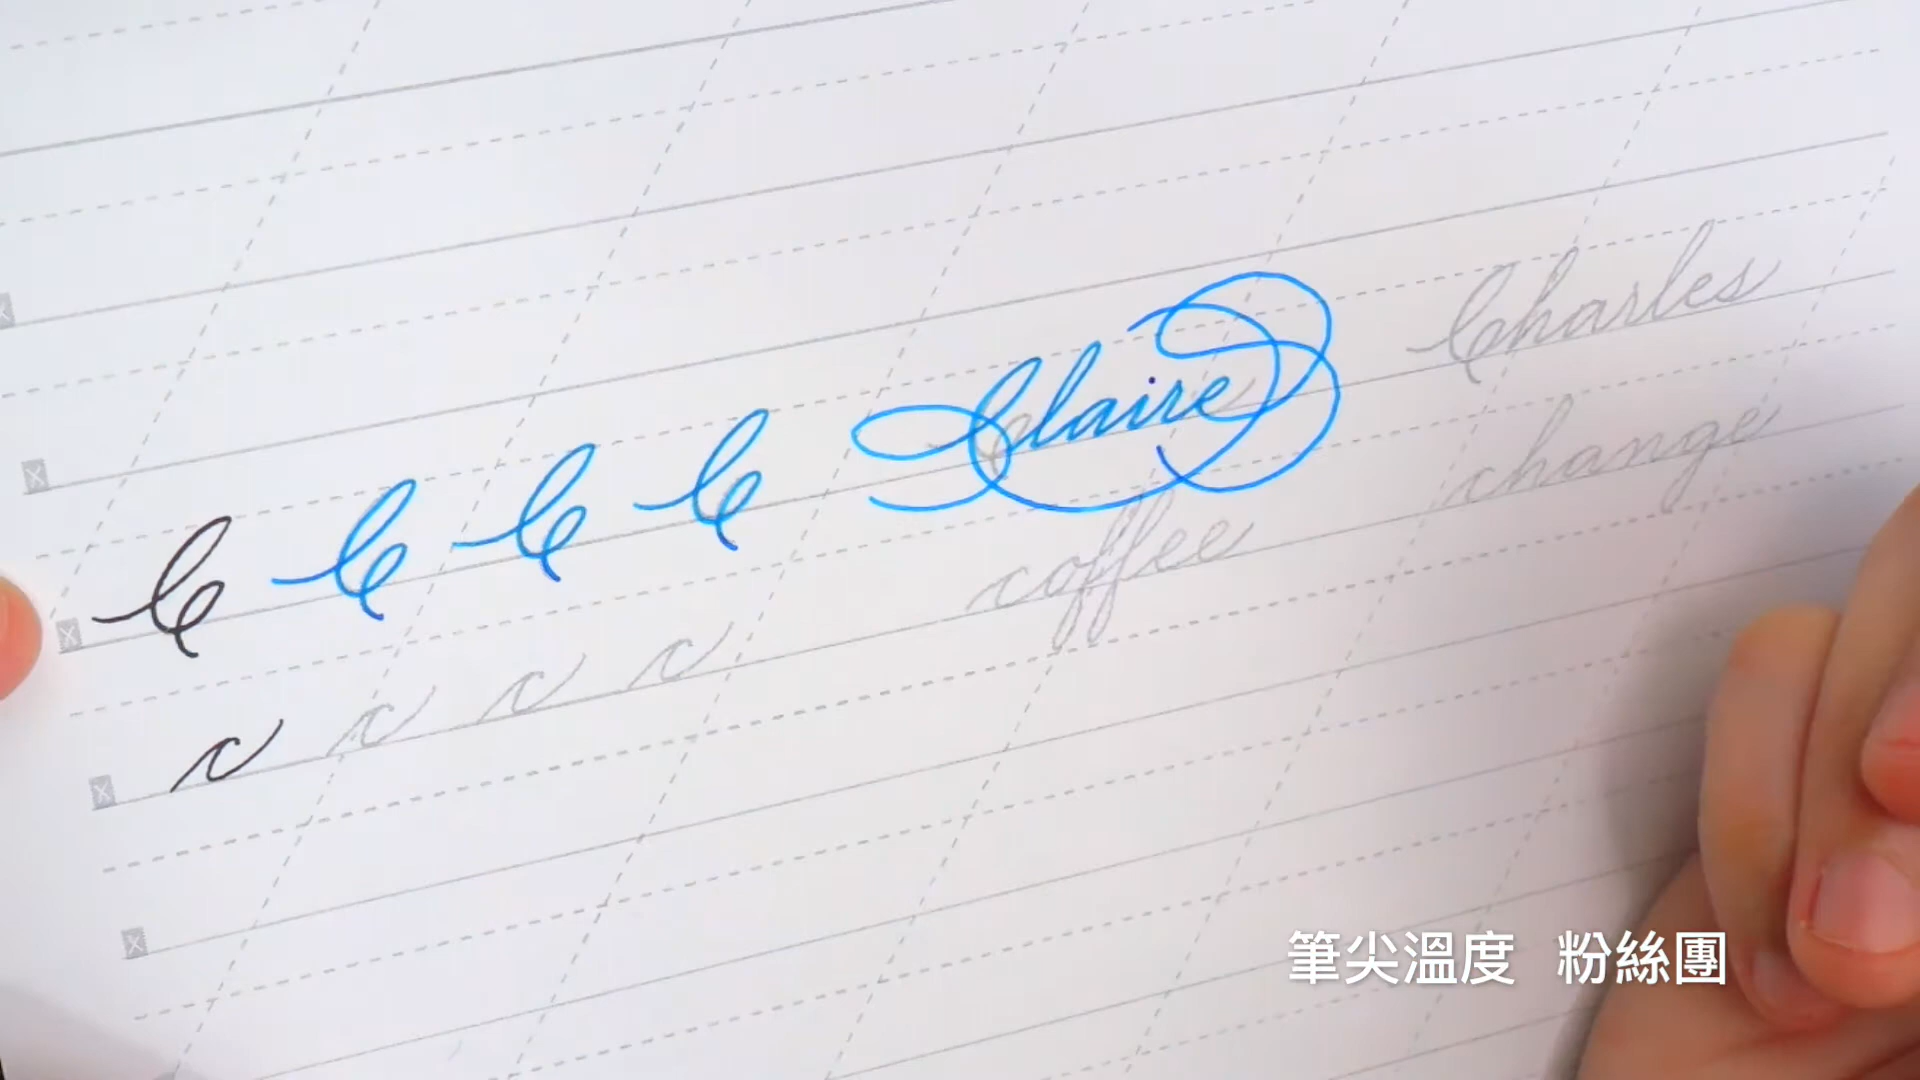 C C C C Claire Charles
c c c c coffee change
筆尖溫度 粉絲團